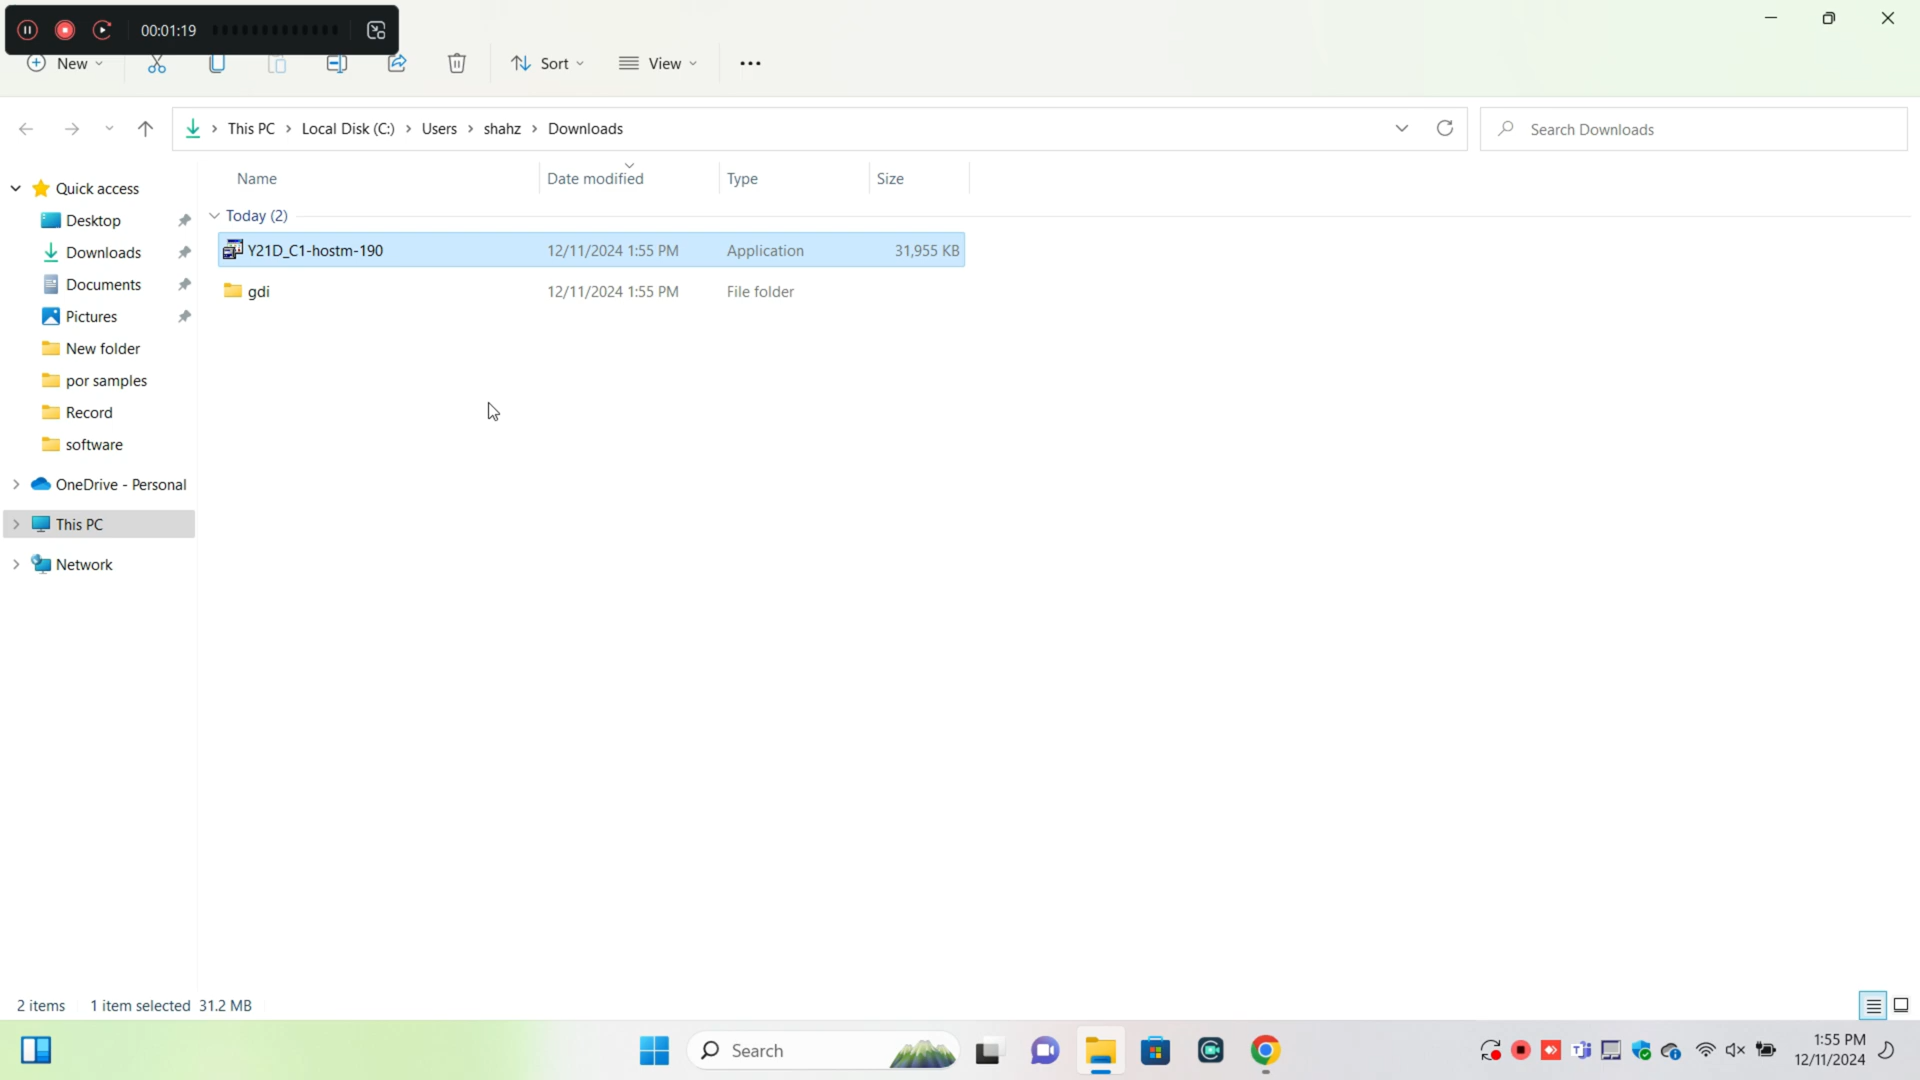 00:01:19
New
Sort
View
This PC > Local Disk (C:) > Users > shahz > Downloads
Search Downloads
Name
Date modified
Type
Size
Quick access
Desktop
Downloads
Documents
Pictures
New folder
por samples
Record
software
OneDrive - Personal
This PC
Network
Today (2)
Y21D_C1-hostm-190 12/11/2024 1:55 PM Application 31,955 KB
gdi 12/11/2024 1:55 PM File folder
2 items 1 item selected 31.2 MB
Search
1:55 PM
12/11/2024